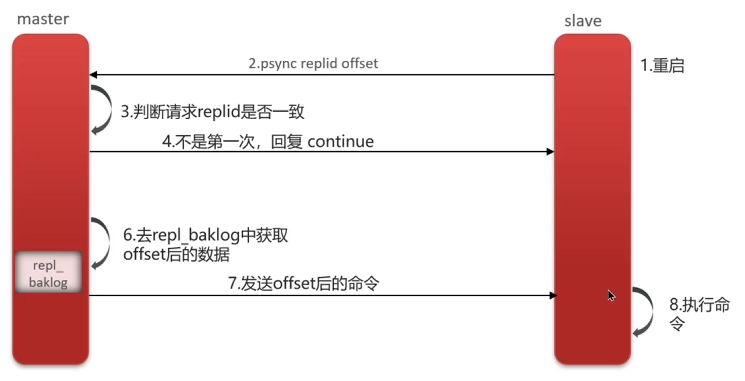 master
slave
2.psync replid offset
1.重启
3.判断请求replid是否一致
4.不是第一次，回复 continue
6.去repl_baklog中获取
offset后的数据
repl_
baklog
7.发送offset后的命令
8.执行命
令